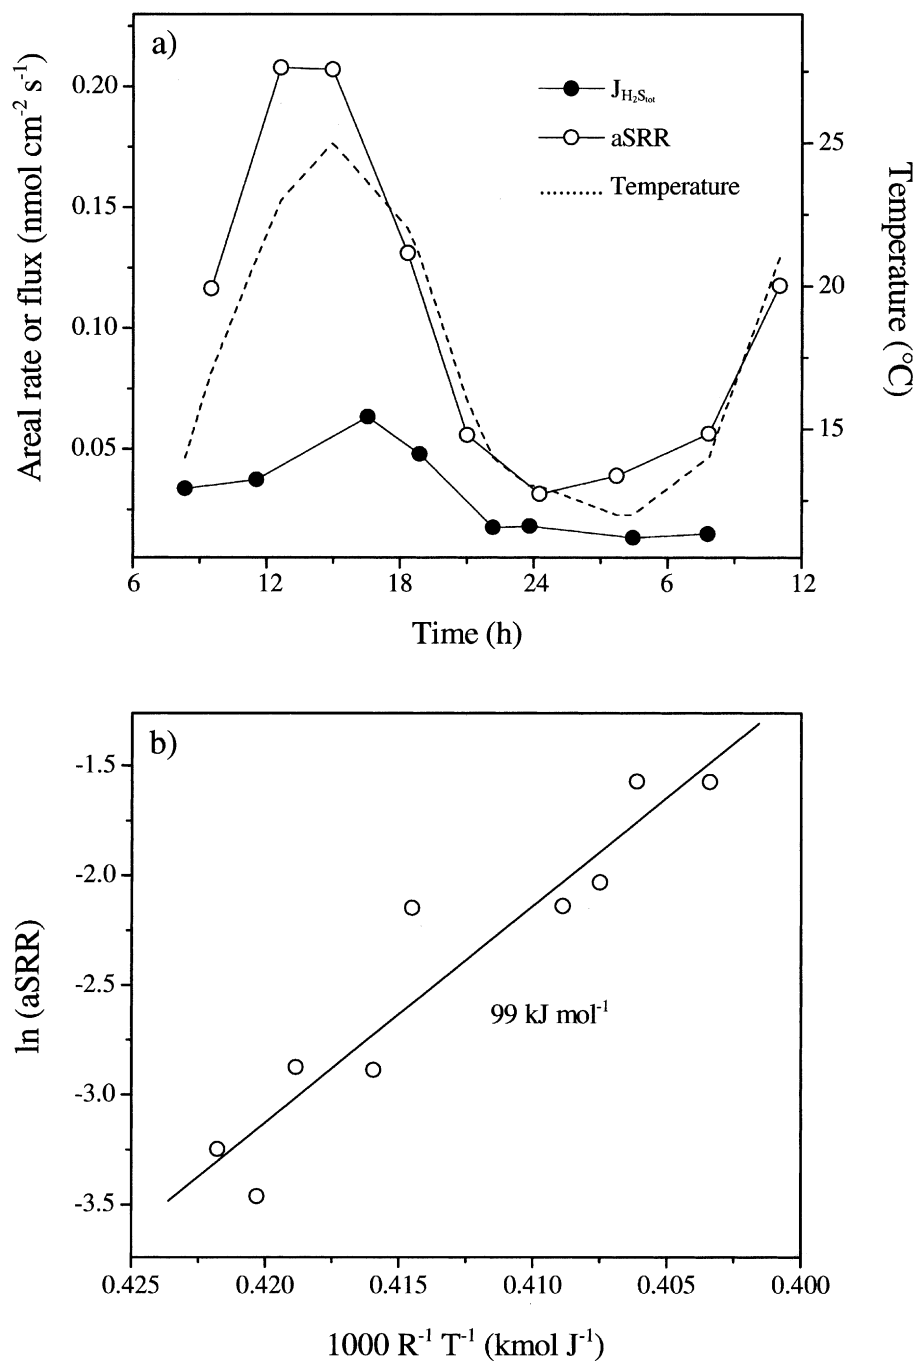 a)
J_H2Stot
aSRR
Temperature
0.20
0.15
0.10
0.05
25
20
15
Areal rate or flux (nmol cm⁻² s⁻¹)
Temperature (°C)
6 12 18 24 6 12
Time (h)
b)
-1.5
-2.0
-2.5
-3.0
-3.5
ln (aSRR)
99 kJ mol⁻¹
0.425 0.420 0.415 0.410 0.405 0.400
1000 R⁻¹ T⁻¹ (kmol J⁻¹)